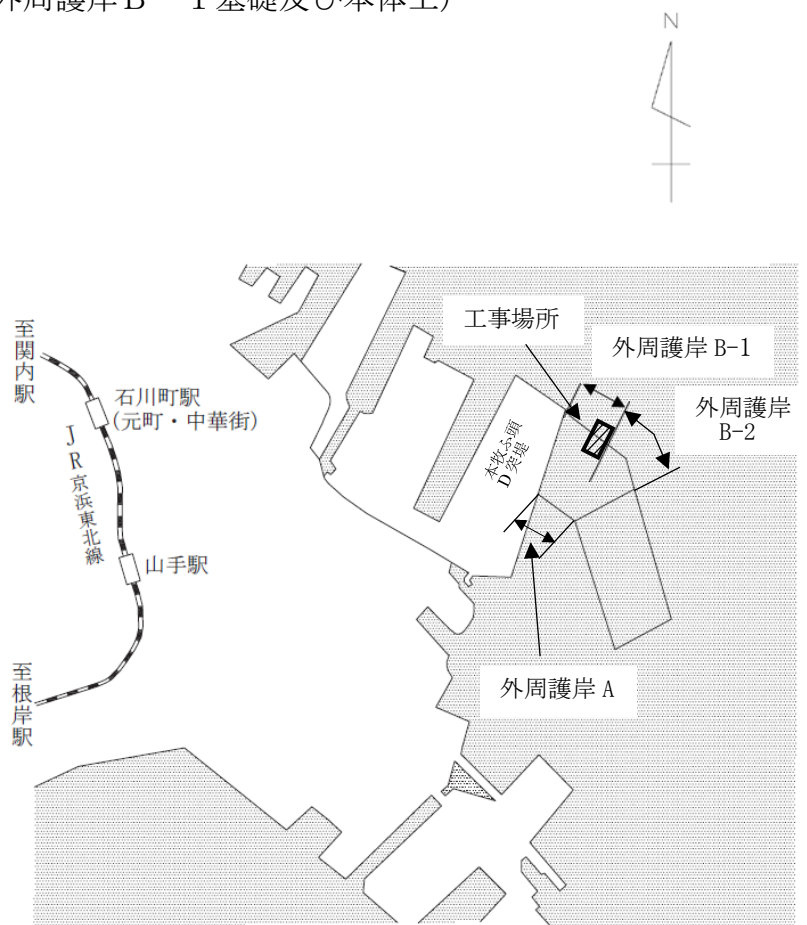 外周護岸B－1基礎及び本体工)
N
工事場所
外周護岸 B-1
外周護岸
B-2
至関内駅
石川町駅
(元町・中華街)
JR京浜東北線
本牧ふ頭
D突堤
山手駅
至根岸駅
外周護岸 A